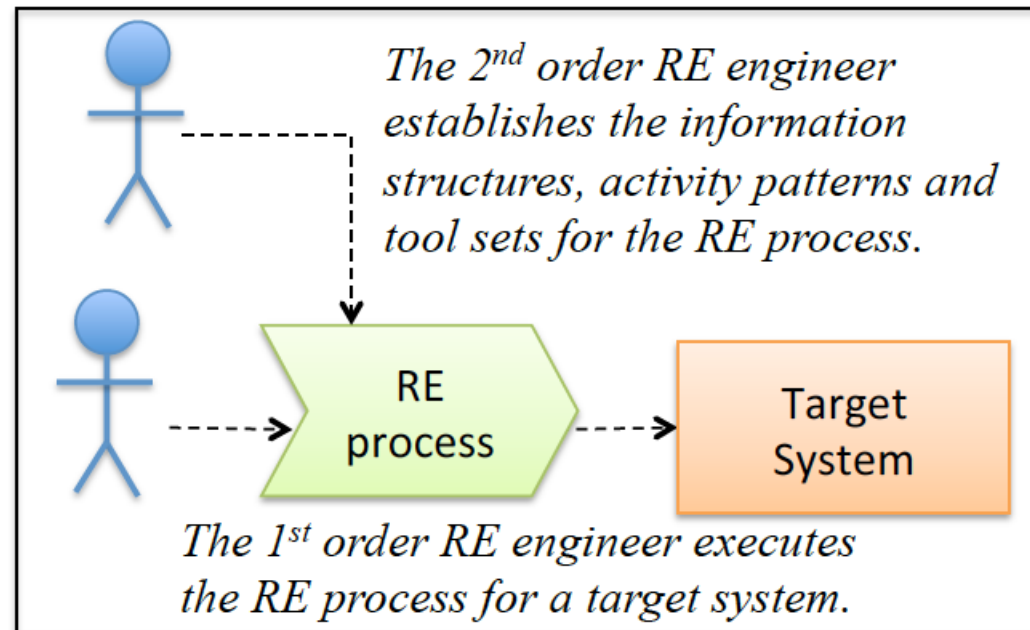 The 2nd order RE engineer
establishes the information
structures, activity patterns and
tool sets for the RE process.
RE
process
Target
System
The 1st order RE engineer executes
the RE process for a target system.